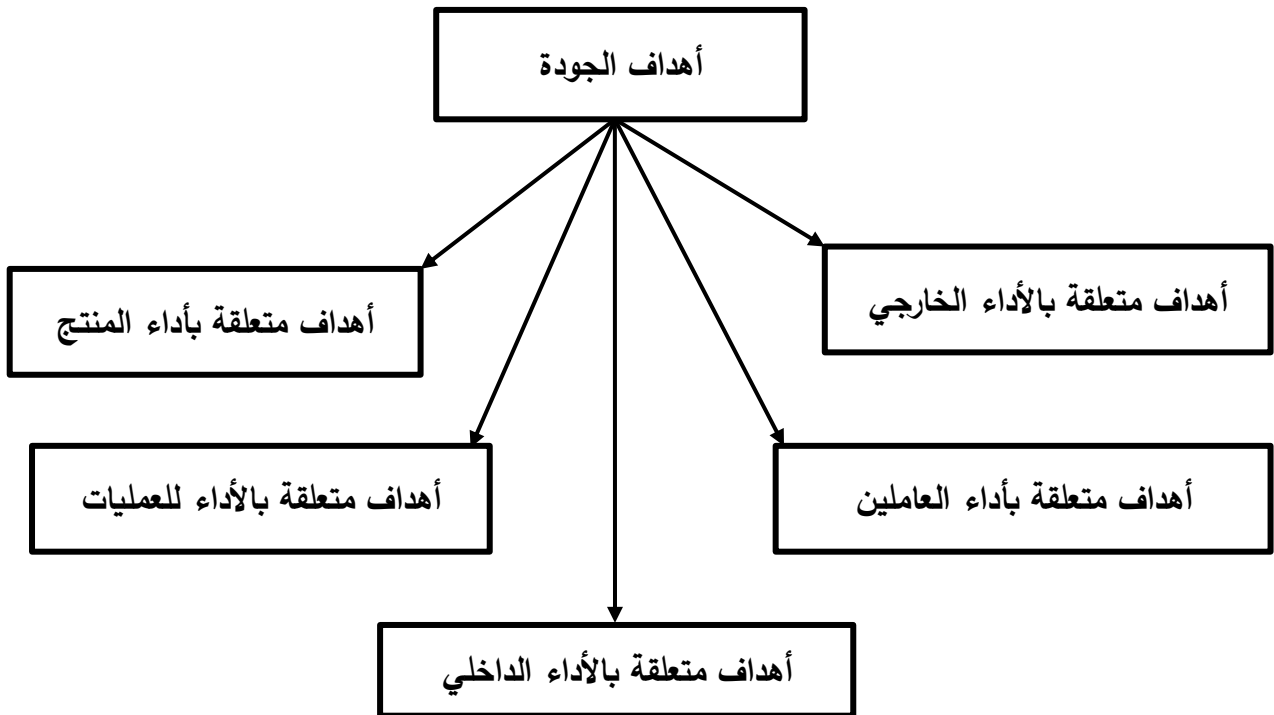 أهداف الجودة
أهداف متعلقة بالأداء الخارجي
أهداف متعلقة بأداء المنتج
أهداف متعلقة بأداء العاملين
أهداف متعلقة بالأداء للعمليات
أهداف متعلقة بالأداء الداخلي